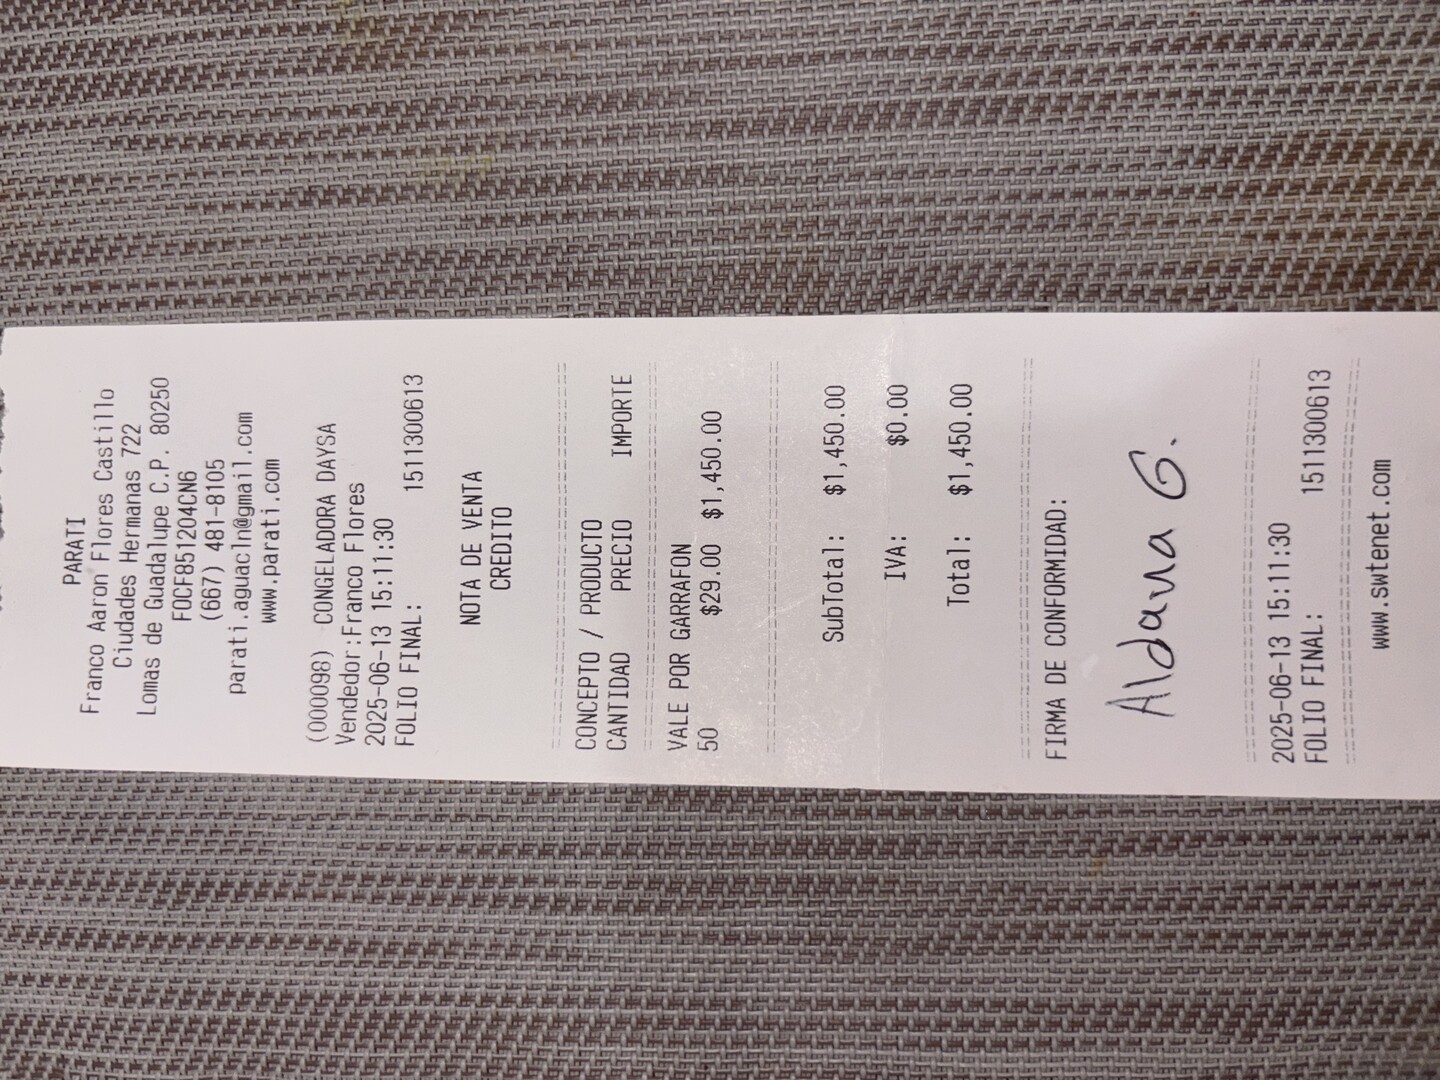 PARATI
Franco Aaron Flores Castillo
Ciudades Hermanas 722
Lomas de Guadalupe C.P. 80250
FOCF851204CN6
(667) 481-8105
parati.aguacln@gmail.com
www.parati.com
(000098) CONGELADORA DAYSA
Vendedor:Franco Flores
2025-06-13 15:11:30
FOLIO FINAL: 1511300613
NOTA DE VENTA
CREDITO
CONCEPTO / PRODUCTO
CANTIDAD PRECIO IMPORTE
VALE POR GARRAFON
50 $29.00 $1,450.00
SubTotal: $1,450.00
IVA: $0.00
Total: $1,450.00
FIRMA DE CONFORMIDAD:
Aldana G.
2025-06-13 15:11:30
FOLIO FINAL: 1511300613
www.swtenet.com